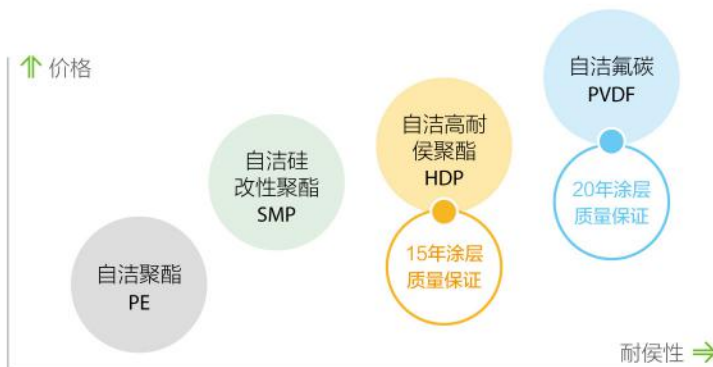 价格
自洁氟碳
PVDF
自洁高耐
侯聚酯
HDP
自洁硅
改性聚酯
SMP
20年涂层
质量保证
15年涂层
质量保证
自洁聚酯
PE
耐侯性